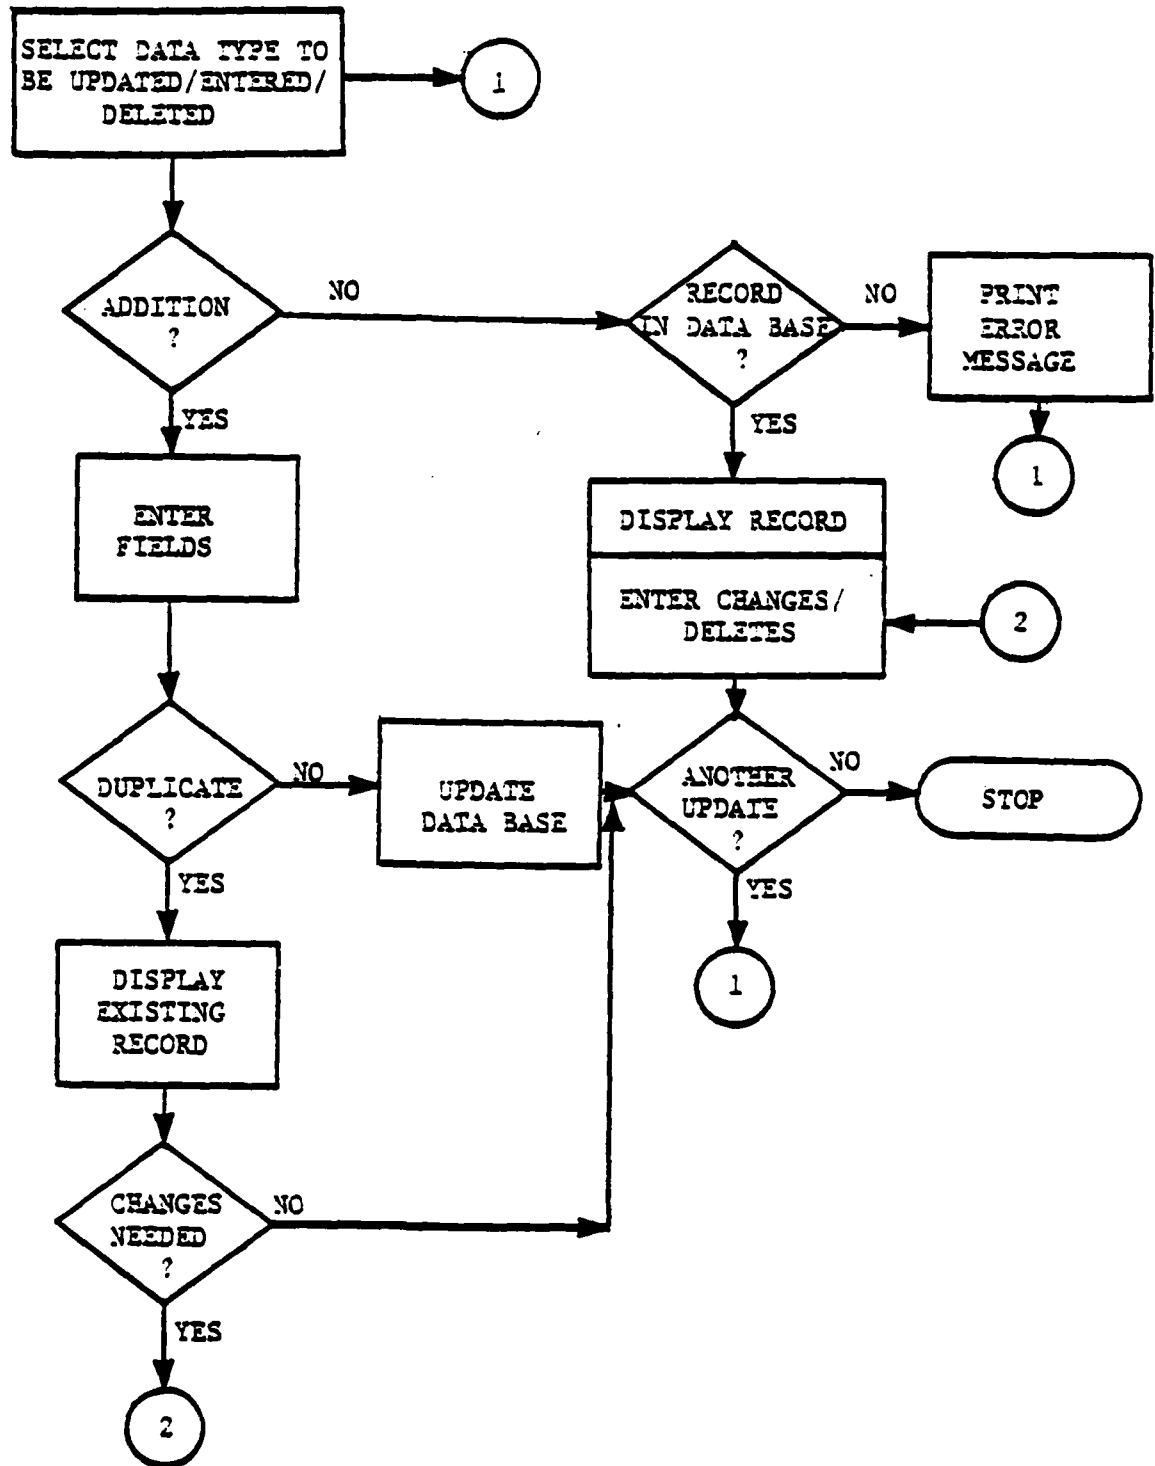 SELECT DATA TYPE TO
BE UPDATED/ENTERED/
DELETED
1
ADDITION
?
NO
RECORD
IN DATA BASE
?
NO
PRINT
ERROR
MESSAGE
YES
YES
1
ENTER
FIELDS
DISPLAY RECORD
ENTER CHANGES/
DELETES
2
DUPLICATE
?
NO
UPDATE
DATA BASE
ANOTHER
UPDATE
?
NO
STOP
YES
YES
1
DISPLAY
EXISTING
RECORD
CHANGES
NEEDED
?
NO
YES
2